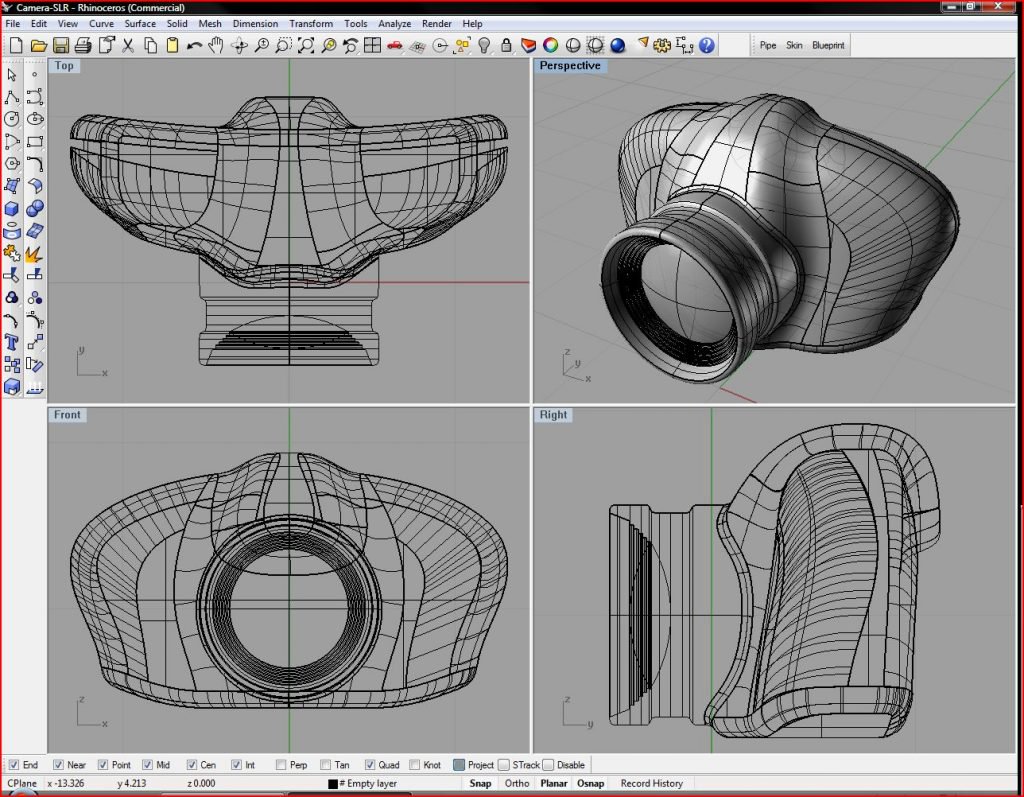 Camera-SLR - Rhinoceros (Commercial)
File Edit View Curve Surface Solid Mesh Dimension Transform Tools Analyze Render Help
Pipe Skin Blueprint
Top
Perspective
y
x
z
y
x
Front
Right
z
x
z
y
End Near Point Mid Cen Int Perp Tan Quad Knot Project STrack Disable
CPlane x -13.326 y 4.213 z 0.000 # Empty layer Snap Ortho Planar Osnap Record History